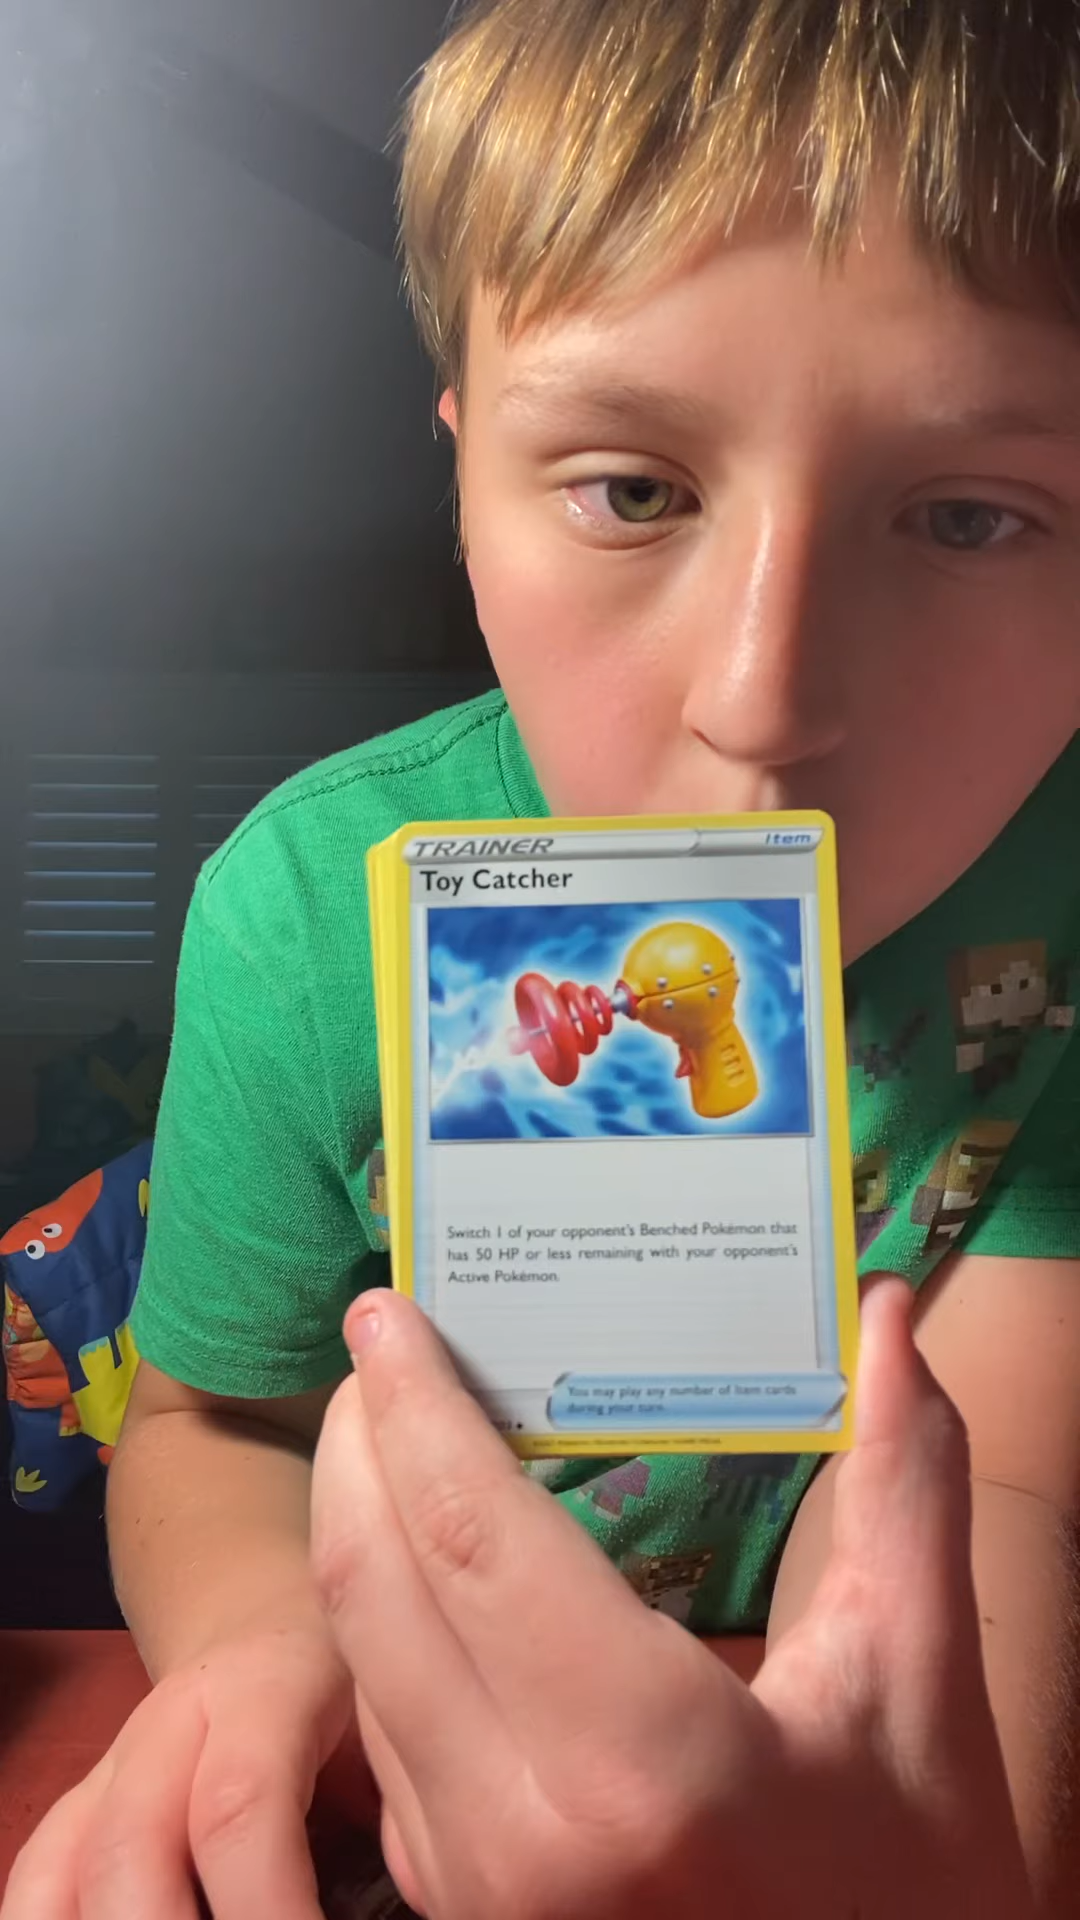 TRAINER Item
Toy Catcher
Switch 1 of your opponent's Benched Pokémon that
has 50 HP or less remaining with your opponent's
Active Pokémon.
You may play any number of Item cards
during your turn.